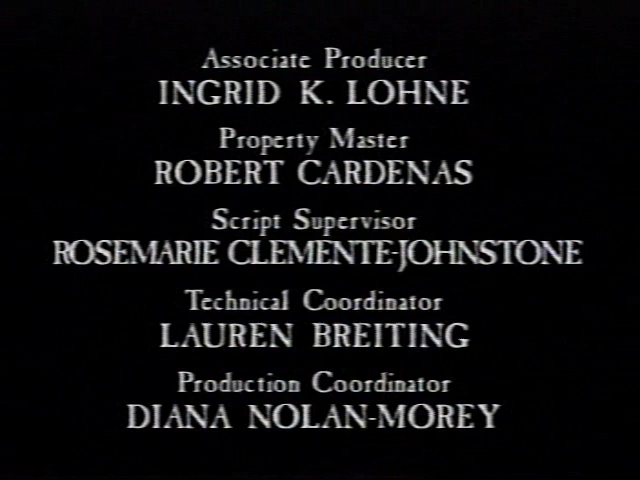 Associate Producer
INGRID K. LOHNE
Property Master
ROBERT CARDENAS
Script Supervisor
ROSEMARIE CLEMENTE-JOHNSTONE
Technical Coordinator
LAUREN BREITING
Production Coordinator
DIANA NOLAN-MOREY